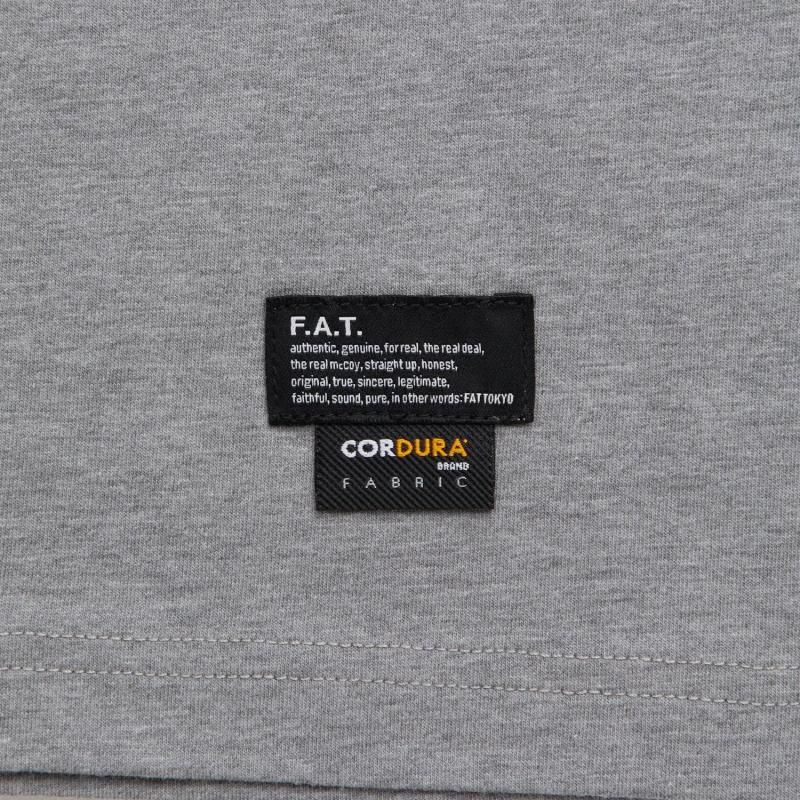 F.A.T.
authentic, genuine, for real, the real deal,
the real mccoy, straight up, honest,
original, true, sincere, legitimate,
faithful, sound, pure, in other words: FAT TOKYO
CORDURA
BRAND
FABRIC